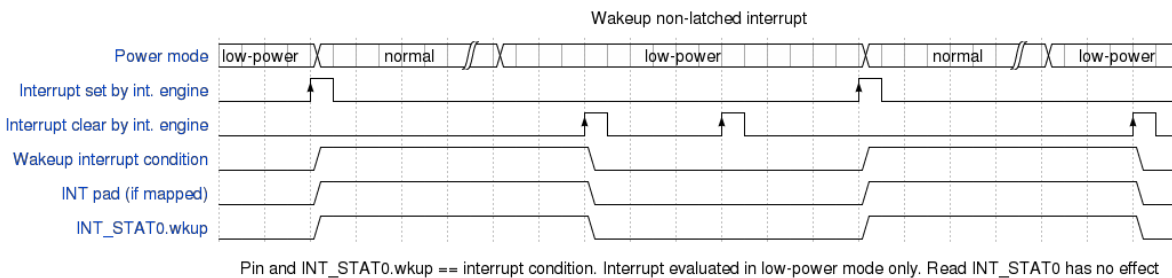 Wakeup non-latched interrupt
Power mode low-power normal low-power normal low-power
Interrupt set by int. engine
Interrupt clear by int. engine
Wakeup interrupt condition
INT pad (if mapped)
INT_STAT0.wkup
Pin and INT_STAT0.wkup == interrupt condition. Interrupt evaluated in low-power mode only. Read INT_STAT0 has no effect